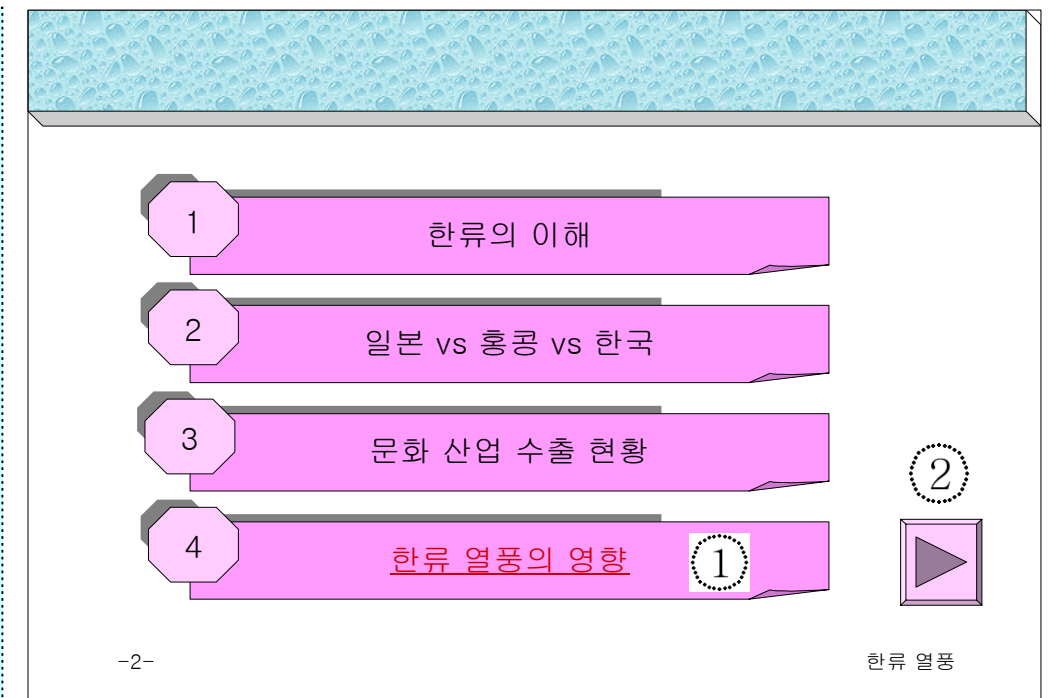 1
한류의 이해
2
일본 vs 홍콩 vs 한국
3
문화 산업 수출 현황
②
4
한류 열풍의 영향 ①
-2-
한류 열풍